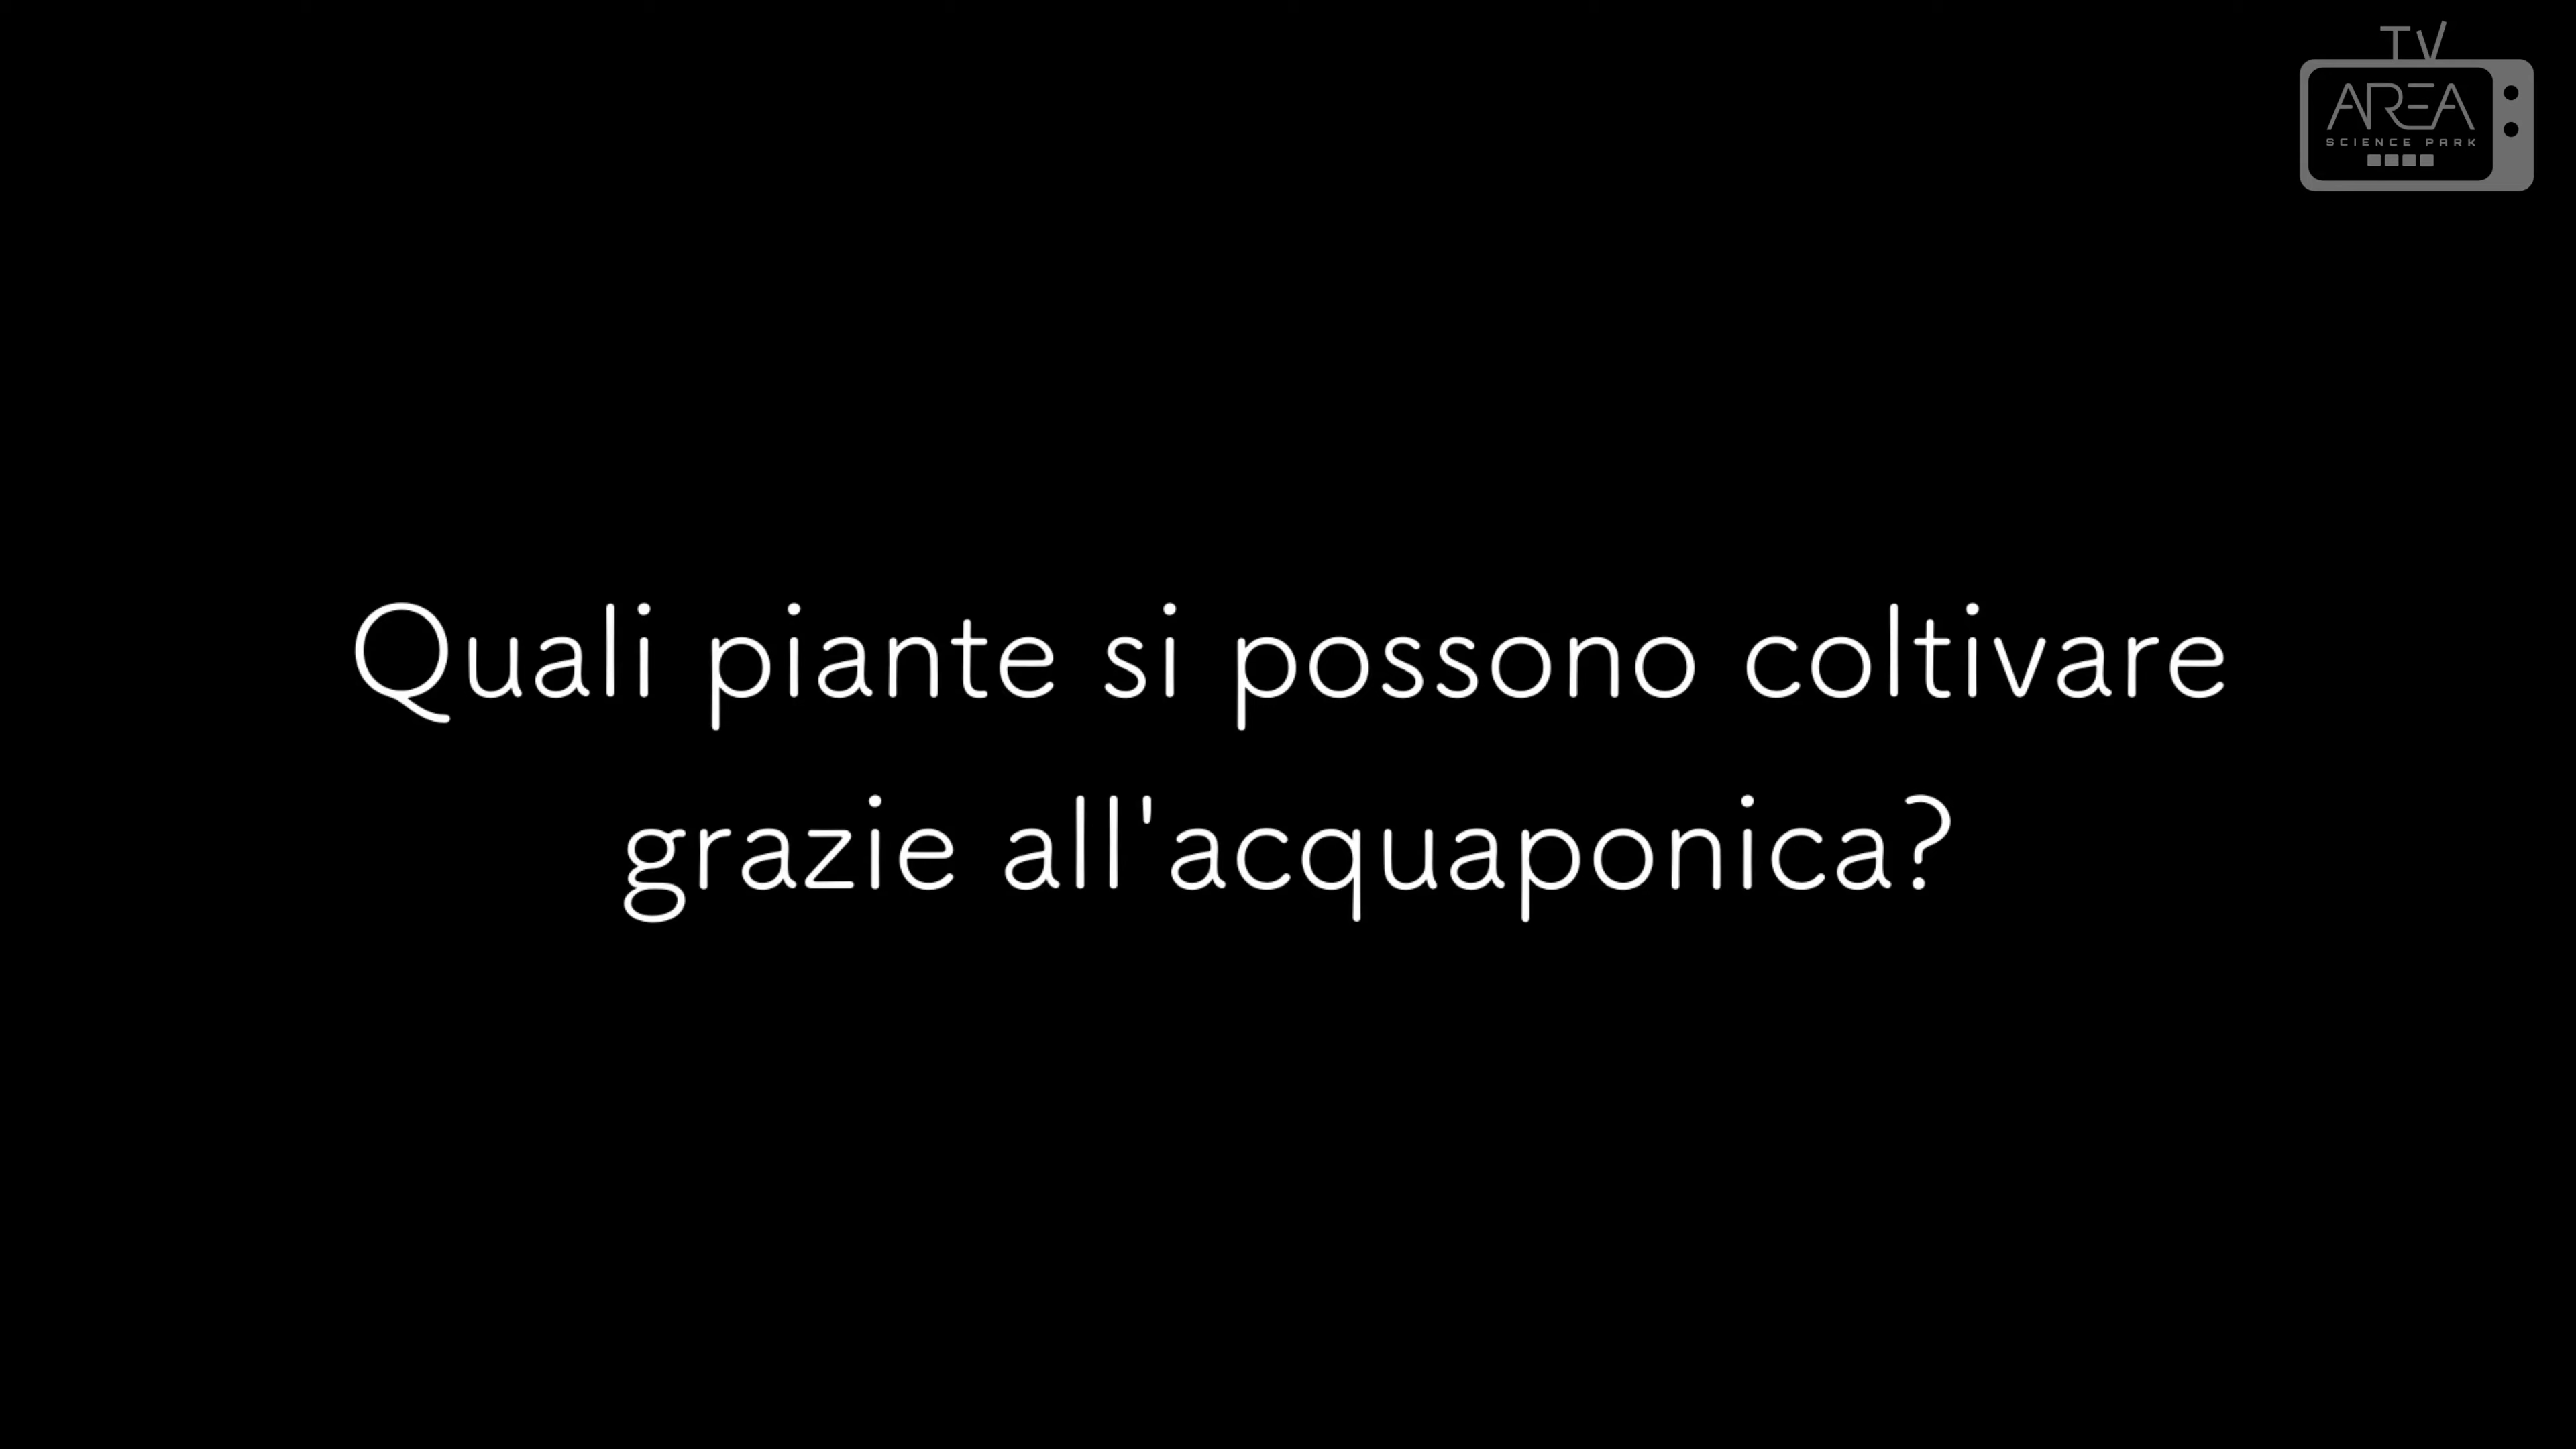 TV
AREA
SCIENCE PARK
Quali piante si possono coltivare
grazie all'acquaponica?